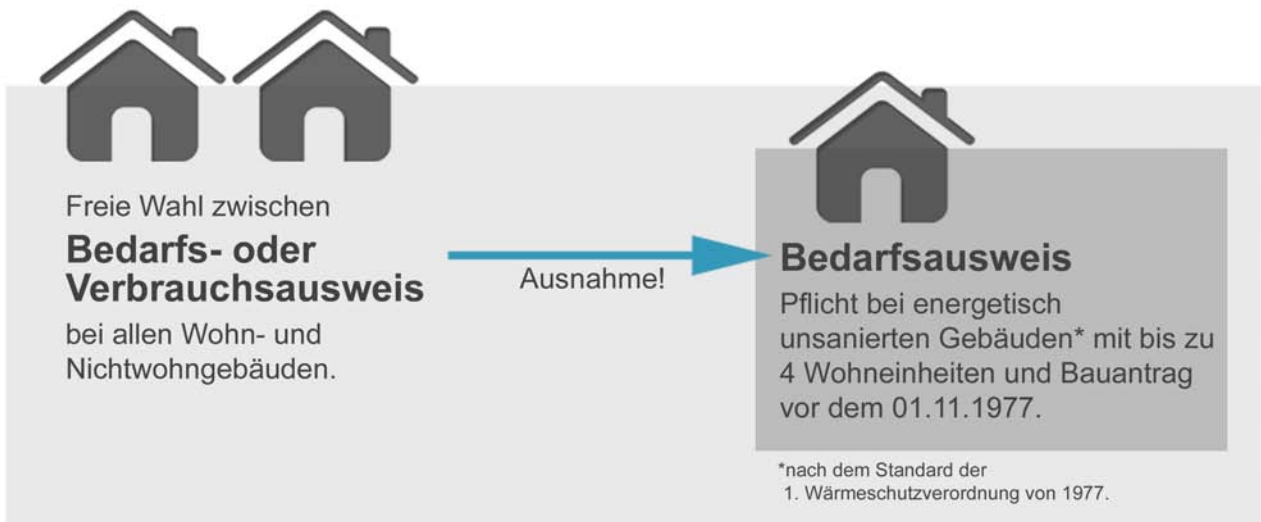 Freie Wahl zwischen
Bedarfs- oder
Verbrauchsausweis
bei allen Wohn- und
Nichtwohngebäuden.
Ausnahme!
Bedarfsausweis
Pflicht bei energetisch
unsanierten Gebäuden* mit bis zu
4 Wohneinheiten und Bauantrag
vor dem 01.11.1977.
*nach dem Standard der
1. Wärmeschutzverordnung von 1977.